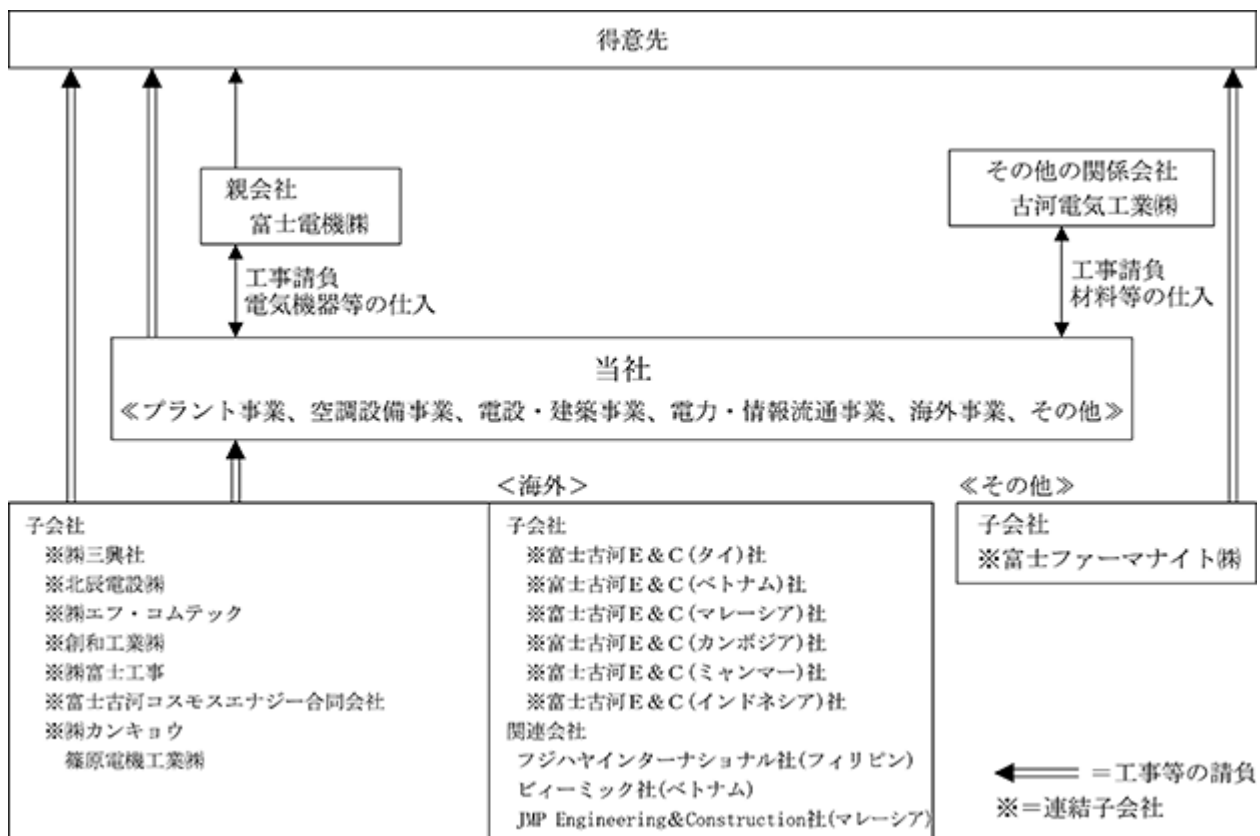 得意先
親会社
富士電機㈱
その他の関係会社
古河電気工業㈱
工事請負
電気機器等の仕入
工事請負
材料等の仕入
当社
≪プラント事業、空調設備事業、電設・建築事業、電力・情報流通事業、海外事業、その他≫
＜海外＞
≪その他≫
子会社
※㈱三興社
※北辰電設㈱
※㈱エフ・コムテック
※創和工業㈱
※㈱富士工事
※富士古河コスモスエナジー合同会社
※㈱カンキョウ
篠原電機工業㈱
子会社
※富士古河E＆C(タイ)社
※富士古河E＆C(ベトナム)社
※富士古河E＆C(マレーシア)社
※富士古河E＆C(カンボジア)社
※富士古河E＆C(ミャンマー)社
※富士古河E＆C(インドネシア)社
関連会社
フジハヤインターナショナル社(フィリピン)
ビィーミック社(ベトナム)
JMP Engineering&Construction社(マレーシア)
子会社
※富士ファーマナイト㈱
＝工事等の請負
※＝連結子会社